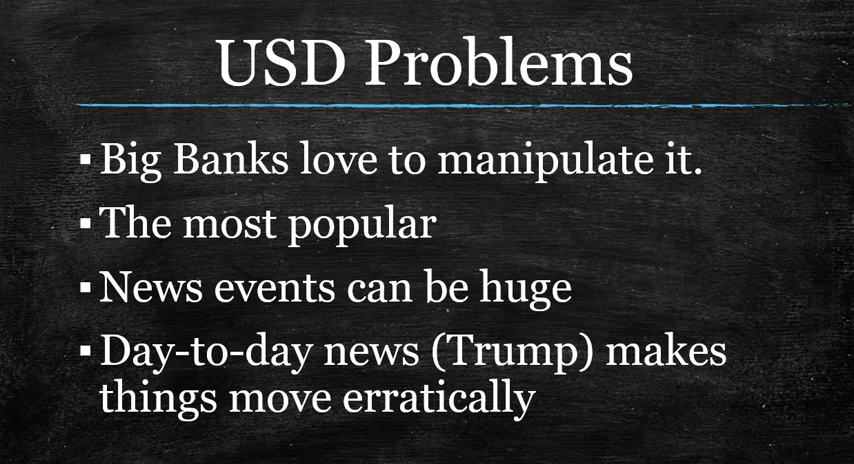 USD Problems
▪ Big Banks love to manipulate it.
▪ The most popular
▪ News events can be huge
▪ Day-to-day news (Trump) makes
things move erratically